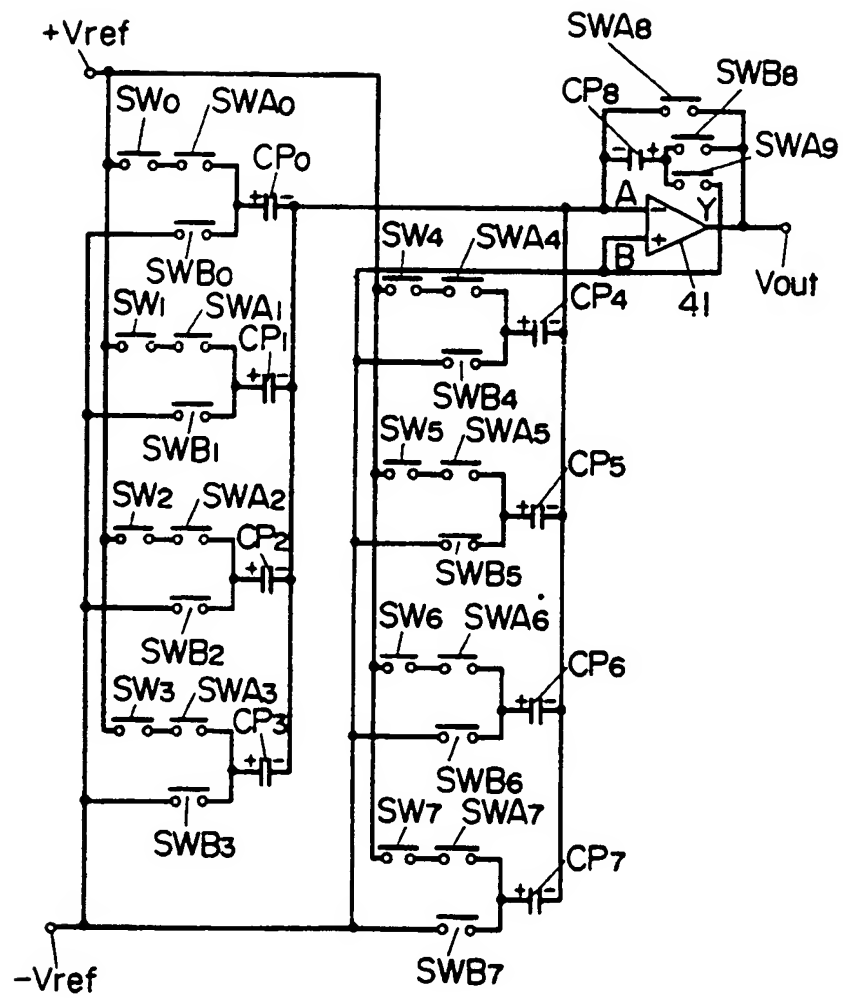 +Vref
SWA8
SWB8
CP8
SWA9
SW0
SWA0
CP0
+ -
- +
A
Y
-
+
B
41
Vout
SWB0
SW4
SWA4
CP4
+ -
SWB4
SW1
SWA1
CP1
+ -
SWB1
SW5
SWA5
CP5
+ -
SWB5
SW2
SWA2
CP2
+ -
SWB2
SW6
SWA6
CP6
+ -
SWB6
SW3
SWA3
CP3
+ -
SWB3
SW7
SWA7
CP7
+ -
SWB7
-Vref